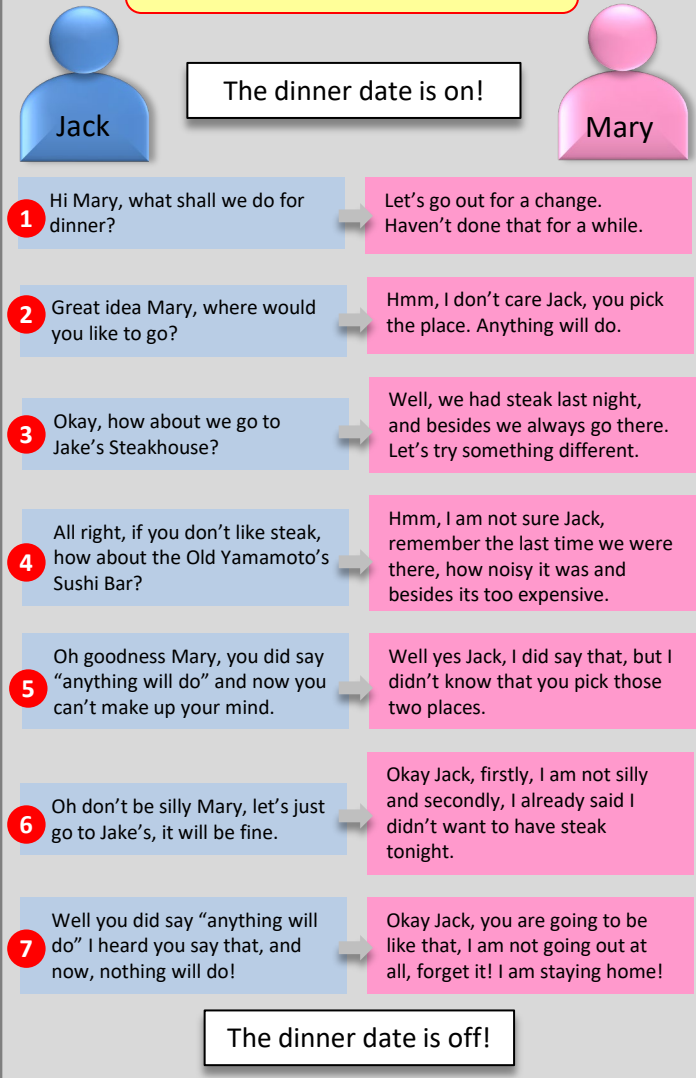 Jack
The dinner date is on!
Mary
1
Hi Mary, what shall we do for
dinner?
Let's go out for a change.
Haven't done that for a while.
2
Great idea Mary, where would
you like to go?
Hmm, I don't care Jack, you pick
the place. Anything will do.
3
Okay, how about we go to
Jake's Steakhouse?
Well, we had steak last night,
and besides we always go there.
Let's try something different.
4
All right, if you don't like steak,
how about the Old Yamamoto's
Sushi Bar?
Hmm, I am not sure Jack,
remember the last time we were
there, how noisy it was and
besides its too expensive.
5
Oh goodness Mary, you did say
“anything will do” and now you
can't make up your mind.
Well yes Jack, I did say that, but I
didn't know that you pick those
two places.
6
Oh don't be silly Mary, let's just
go to Jake's, it will be fine.
Okay Jack, firstly, I am not silly
and secondly, I already said I
didn't want to have steak
tonight.
7
Well you did say “anything will
do” I heard you say that, and
now, nothing will do!
Okay Jack, you are going to be
like that, I am not going out at
all, forget it! I am staying home!
The dinner date is off!